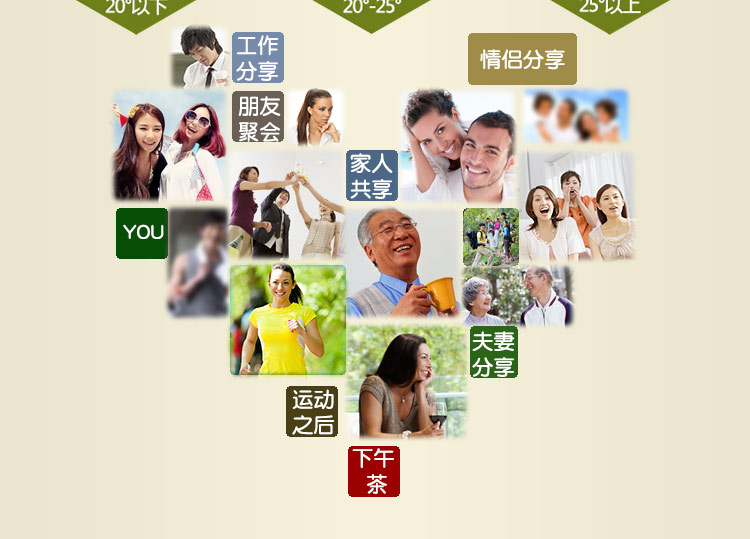 20°以下
20°-25°
25°以上
工作
分享
情侣分享
朋友
聚会
家人
共享
YOU
夫妻
分享
运动
之后
下午
茶